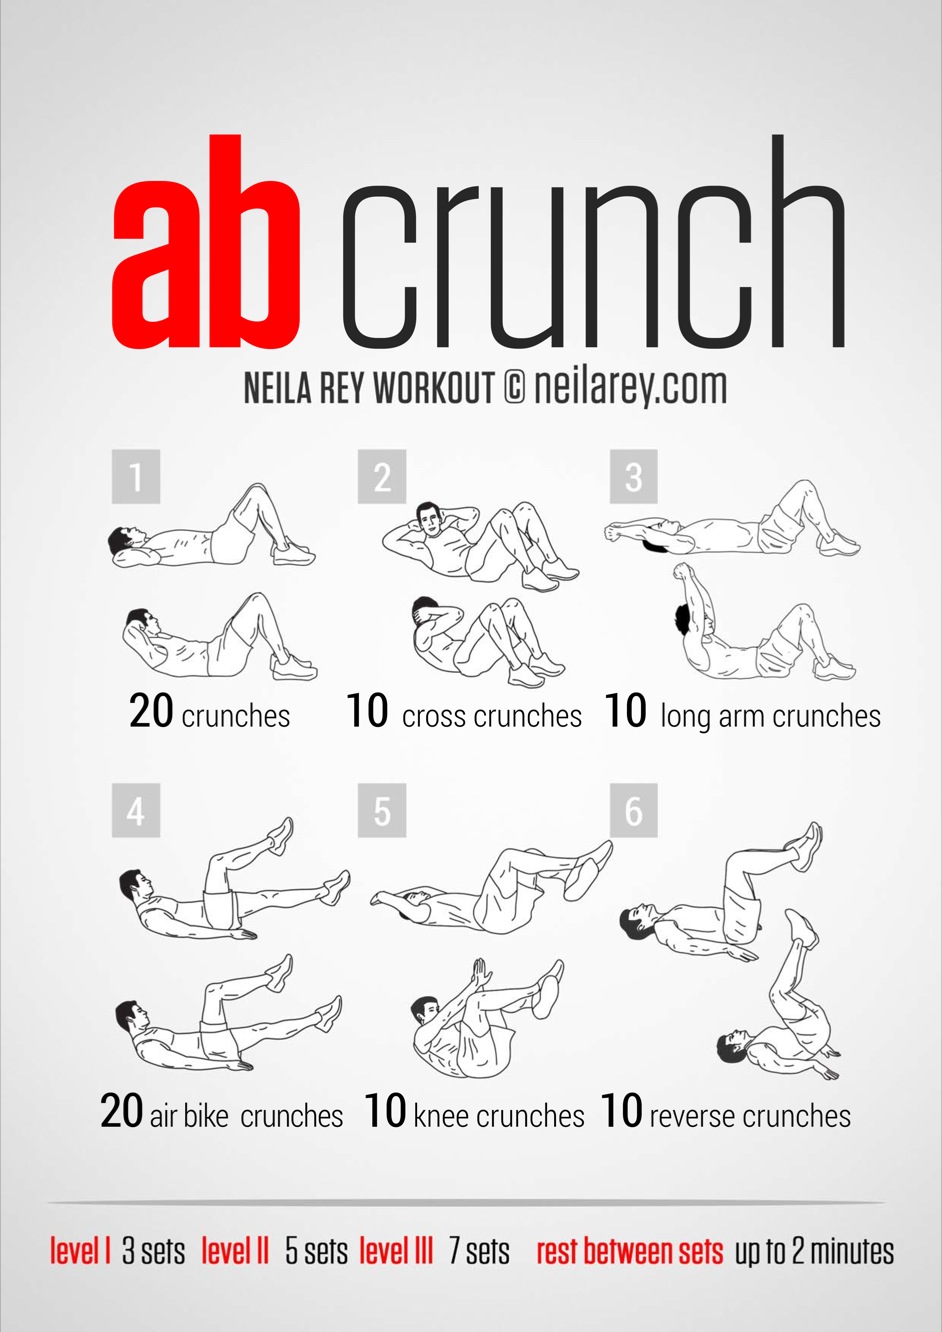 ab crunch
NEILA REY WORKOUT © neilarey.com
1 2 3
20 crunches 10 cross crunches 10 long arm crunches
4 5 6
20 air bike crunches 10 knee crunches 10 reverse crunches
level I 3 sets level II 5 sets level III 7 sets rest between sets up to 2 minutes